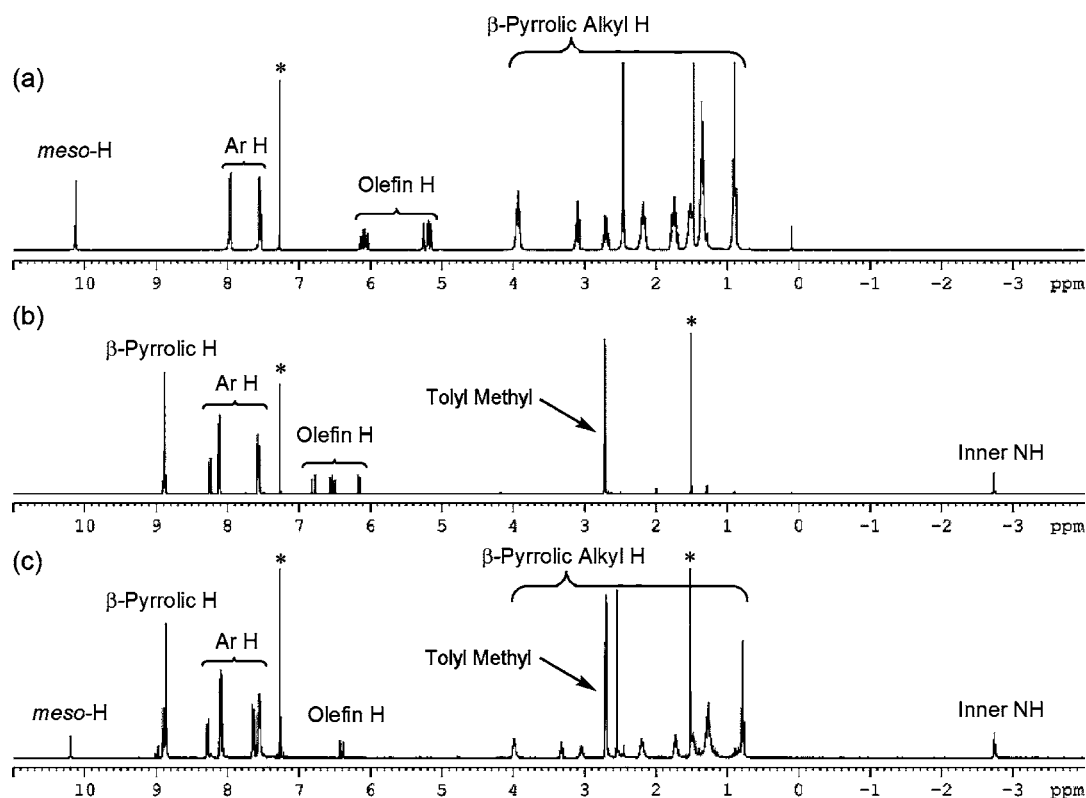 β-Pyrrolic Alkyl H
(a)
*
meso-H
Ar H
Olefin H
10 9 8 7 6 5 4 3 2 1 0 -1 -2 -3 ppm
(b)
β-Pyrrolic H
*
*
Ar H
Olefin H
Tolyl Methyl
Inner NH
10 9 8 7 6 5 4 3 2 1 0 -1 -2 -3 ppm
(c)
β-Pyrrolic Alkyl H
*
*
β-Pyrrolic H
Ar H
Tolyl Methyl
meso-H
Olefin H
Inner NH
10 9 8 7 6 5 4 3 2 1 0 -1 -2 -3 ppm